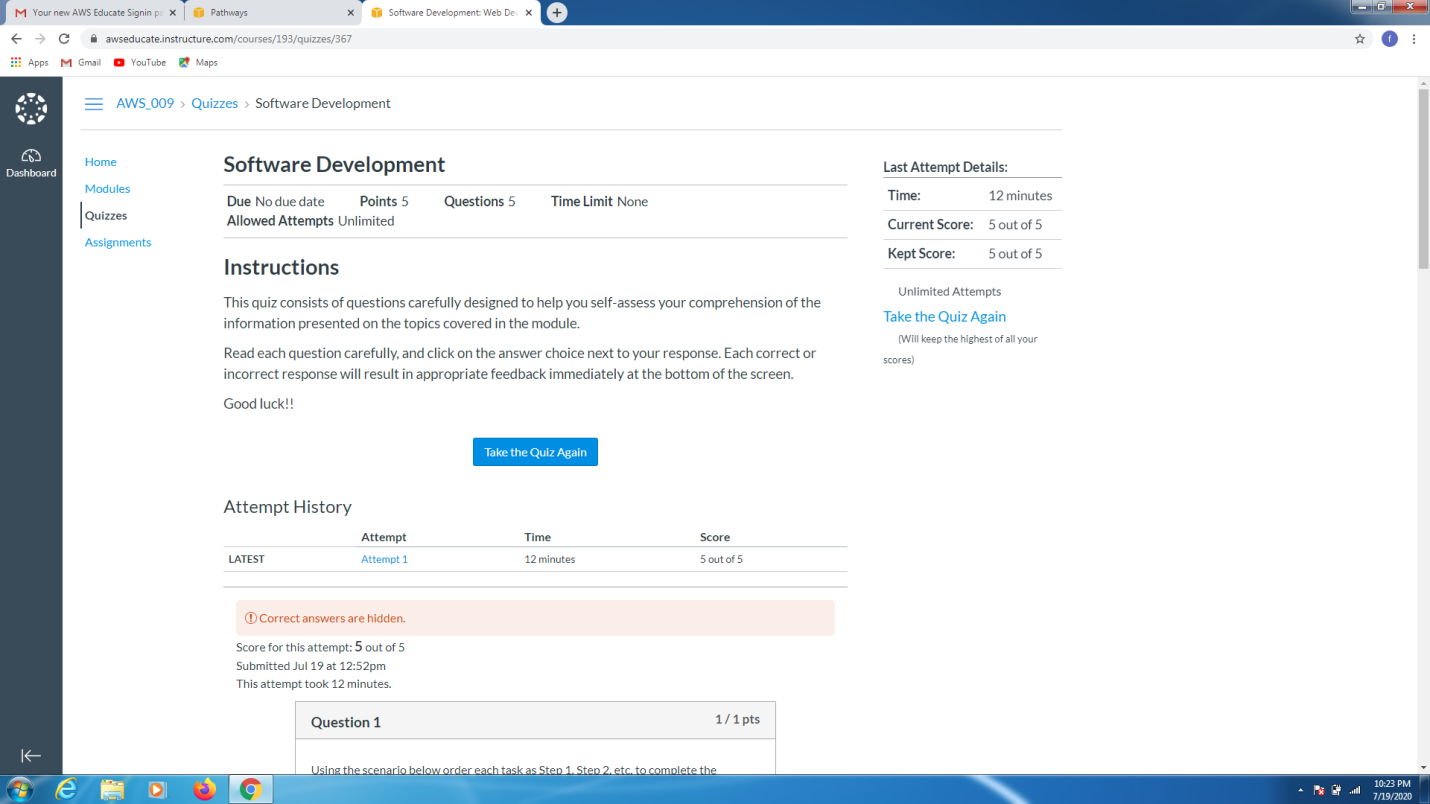 Your new AWS Educate Signin pa
Pathways
Software Development: Web De
awseducate.instructure.com/courses/193/quizzes/367
f
Apps Gmail YouTube Maps
AWS_009 › Quizzes › Software Development
Dashboard
Home
Modules
Quizzes
Assignments
Software Development
Due No due date Points 5 Questions 5 Time Limit None
Allowed Attempts Unlimited
Instructions
This quiz consists of questions carefully designed to help you self-assess your comprehension of the
information presented on the topics covered in the module.
Read each question carefully, and click on the answer choice next to your response. Each correct or
incorrect response will result in appropriate feedback immediately at the bottom of the screen.
Good luck!!
Take the Quiz Again
Attempt History
Attempt Time Score
LATEST Attempt 1 12 minutes 5 out of 5
Correct answers are hidden.
Score for this attempt: 5 out of 5
Submitted Jul 19 at 12:52pm
This attempt took 12 minutes.
Question 1 1 / 1 pts
Using the scenario below order each task as Step 1, Step 2, etc. to complete the
Last Attempt Details:
Time: 12 minutes
Current Score: 5 out of 5
Kept Score: 5 out of 5
Unlimited Attempts
Take the Quiz Again
(Will keep the highest of all your
scores)
10:23 PM
7/19/2020